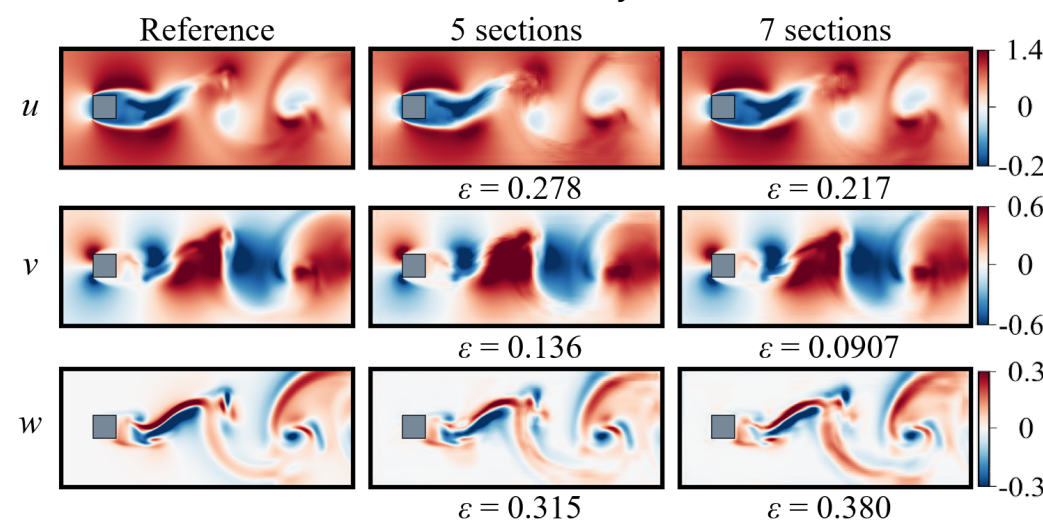 Reference 5 sections 7 sections
u 1.4
0
-0.2
ε = 0.278 ε = 0.217
v 0.6
0
-0.6
ε = 0.136 ε = 0.0907
w 0.3
0
-0.3
ε = 0.315 ε = 0.380